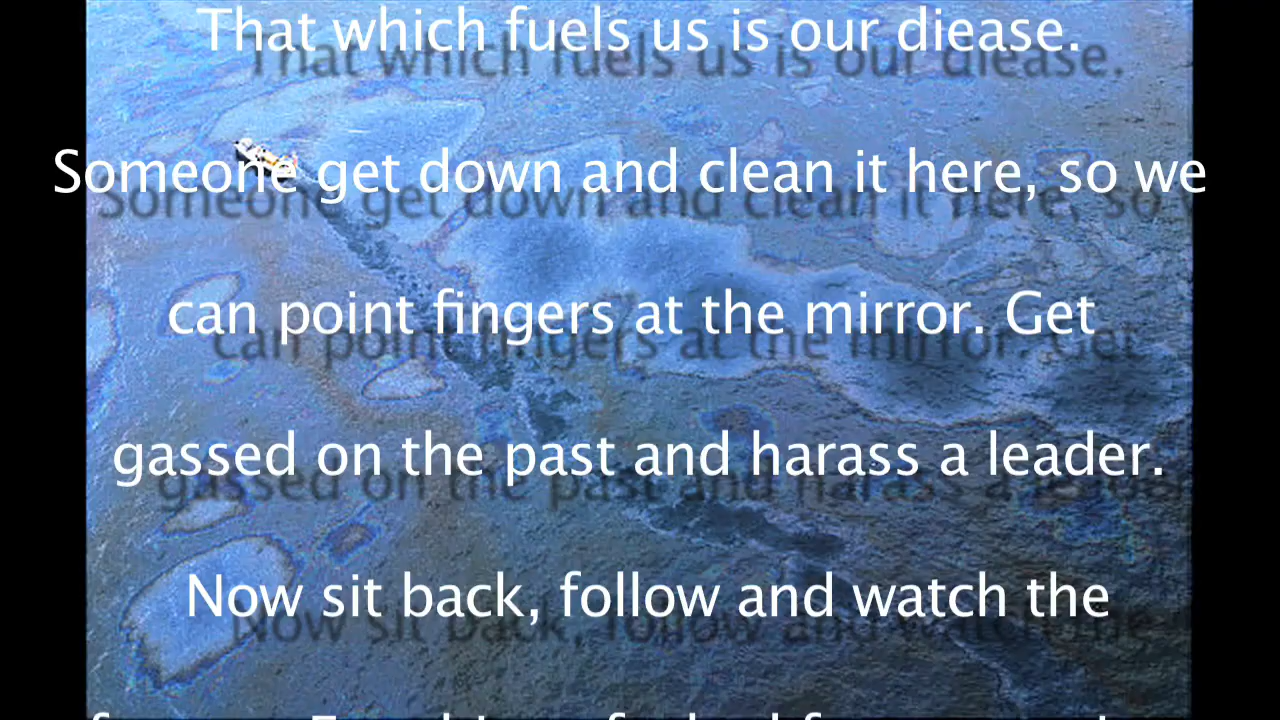 That which fuels us is our diease.
Someone get down and clean it here, so we
can point fingers at the mirror. Get
gassed on the past and harass a leader.
Now sit back, follow and watch the